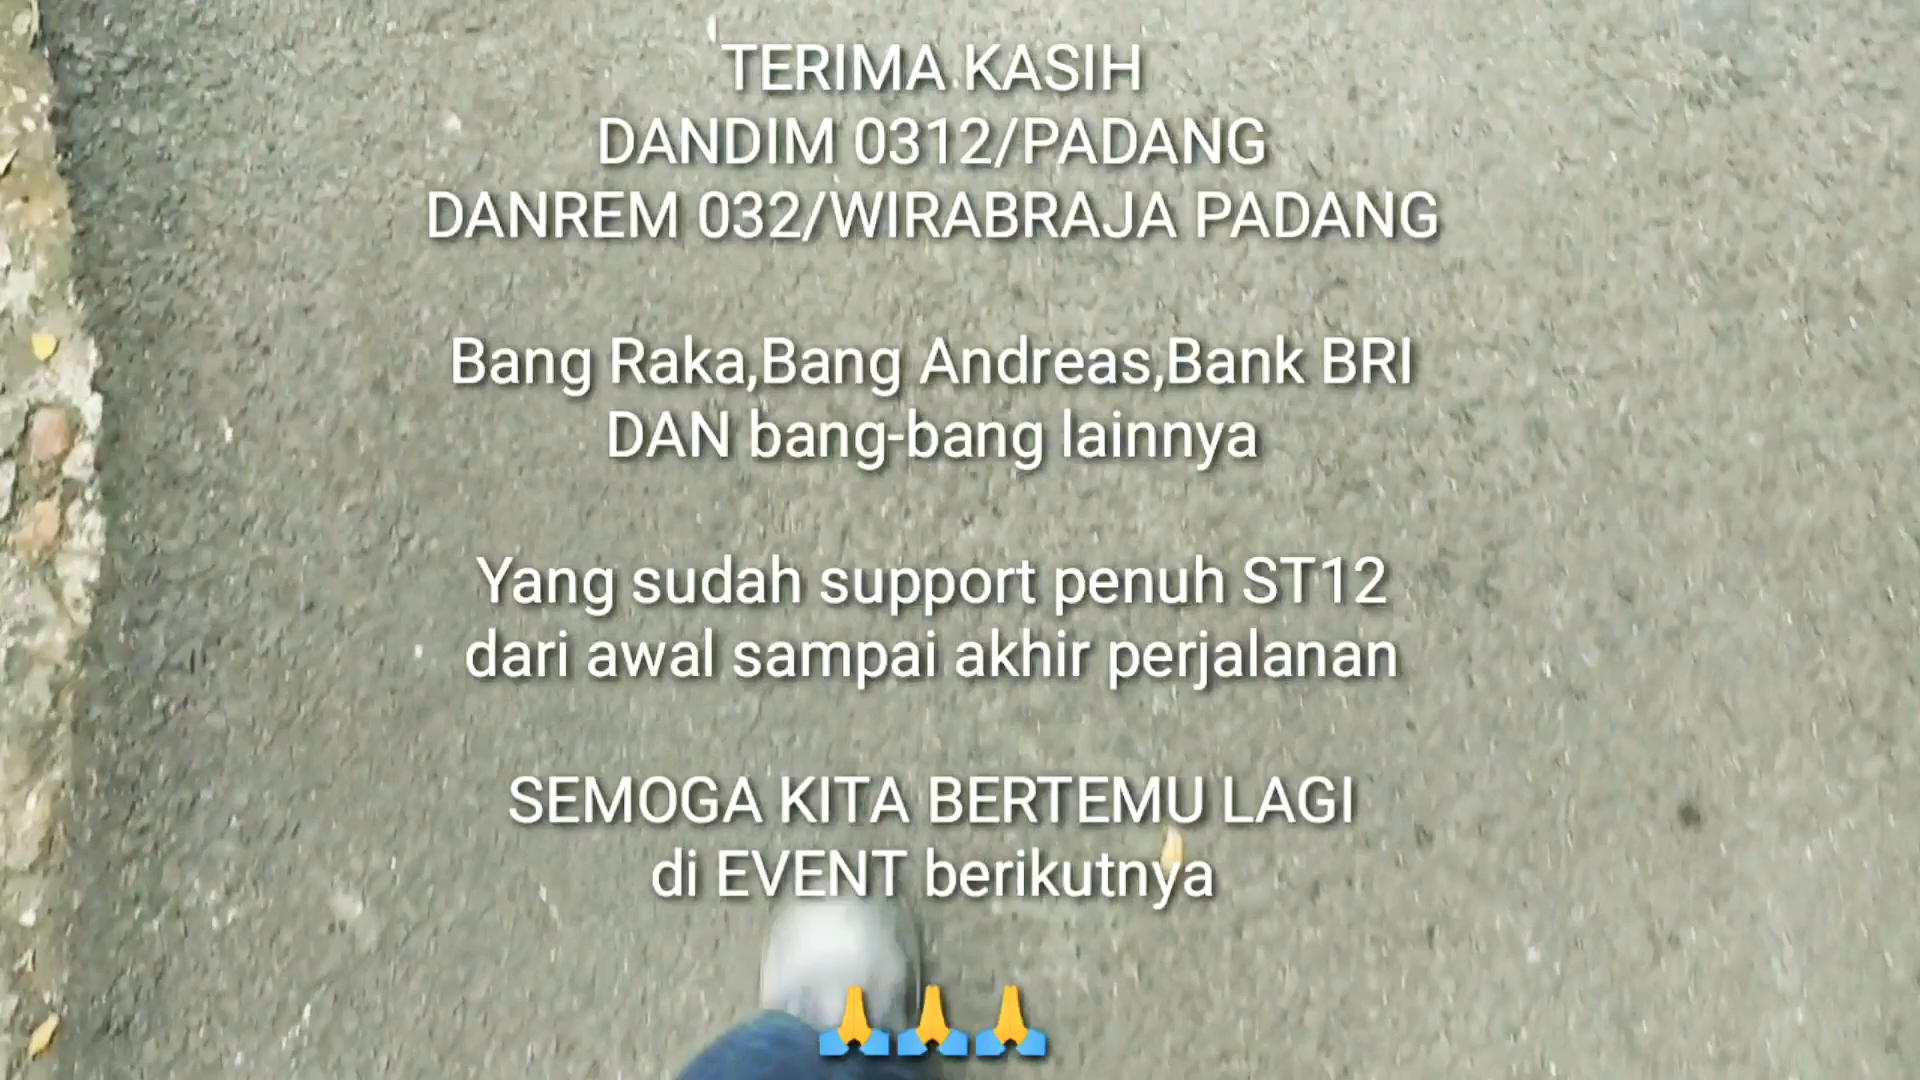 TERIMA KASIH
DANDIM 0312/PADANG
DANREM 032/WIRABRAJA PADANG
Bang Raka,Bang Andreas,Bank BRI
DAN bang-bang lainnya
Yang sudah support penuh ST12
dari awal sampai akhir perjalanan
SEMOGA KITA BERTEMU LAGI
di EVENT berikutnya
🙏🙏🙏